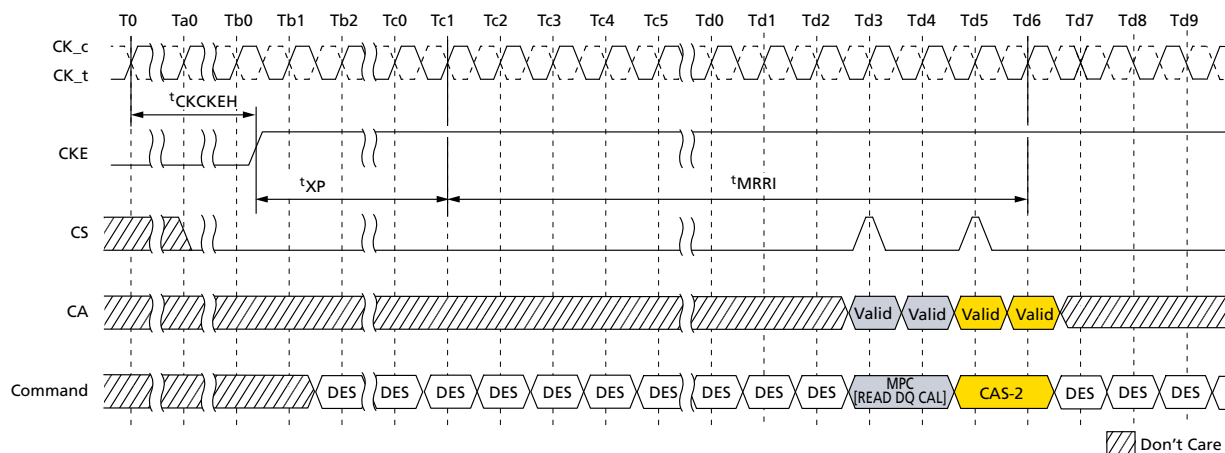 T0 Ta0 Tb0 Tb1 Tb2 Tc0 Tc1 Tc2 Tc3 Tc4 Tc5 Td0 Td1 Td2 Td3 Td4 Td5 Td6 Td7 Td8 Td9
CK_c
CK_t
tCKCKEH
CKE
tXP tMRRI
CS
CA Valid Valid Valid Valid
Command DES DES DES DES DES DES DES DES DES DES MPC [READ DQ CAL] CAS-2 DES DES DES
Don't Care